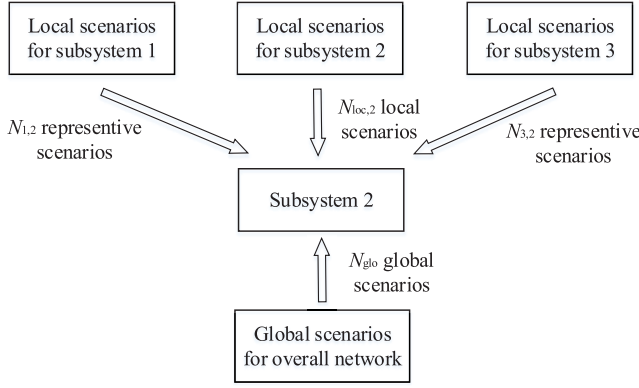 Local scenarios
for subsystem 1
Local scenarios
for subsystem 2
Local scenarios
for subsystem 3
N1,2 representive
scenarios
Nloc,2 local
scenarios
N3,2 representive
scenarios
Subsystem 2
Nglo global
scenarios
Global scenarios
for overall network